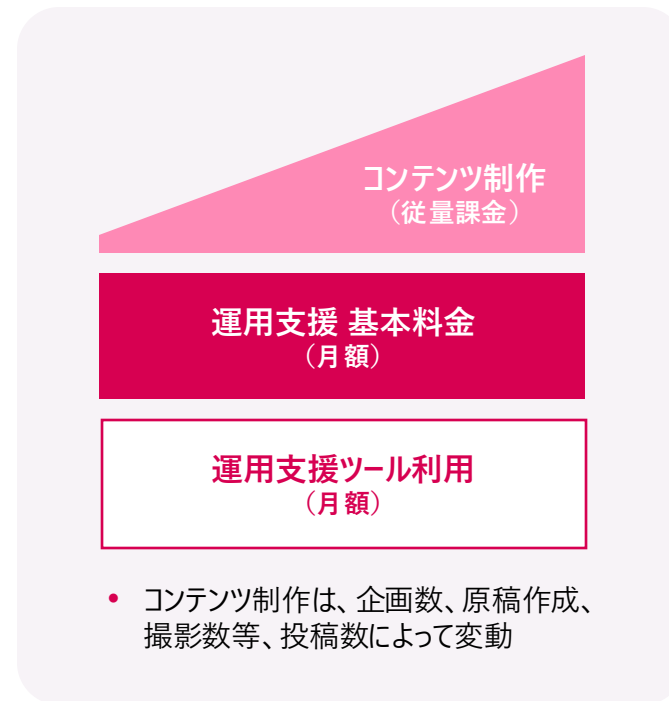 コンテンツ制作
（従量課金）
運用支援 基本料金
（月額）
運用支援ツール利用
（月額）
• コンテンツ制作は、企画数、原稿作成、
撮影数等、投稿数によって変動